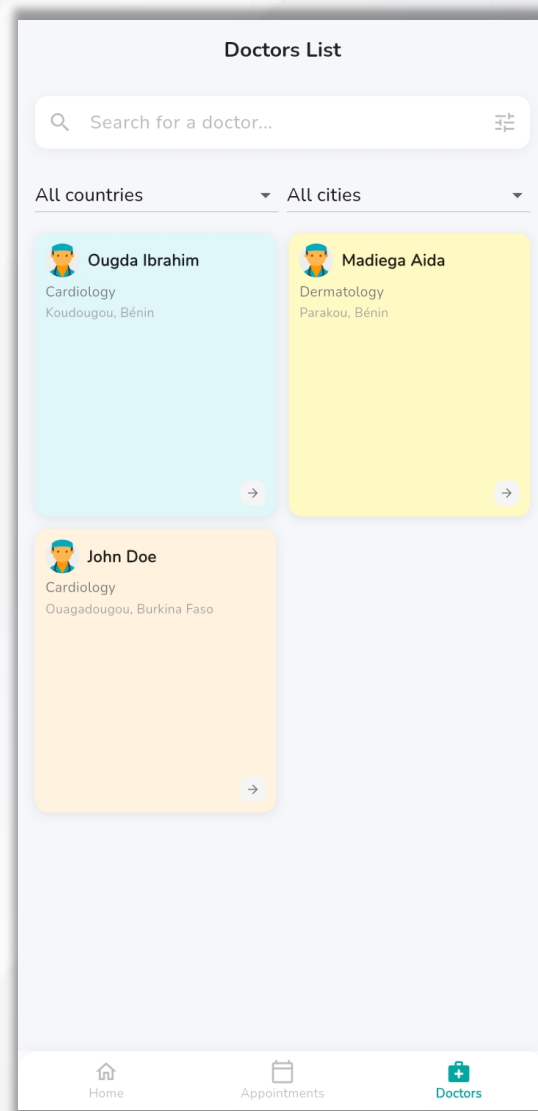 Doctors List
Search for a doctor...
All countries
All cities
Ougda Ibrahim
Cardiology
Koudougou, Bénin
Madiega Aida
Dermatology
Parakou, Bénin
John Doe
Cardiology
Ouagadougou, Burkina Faso
Home
Appointments
Doctors